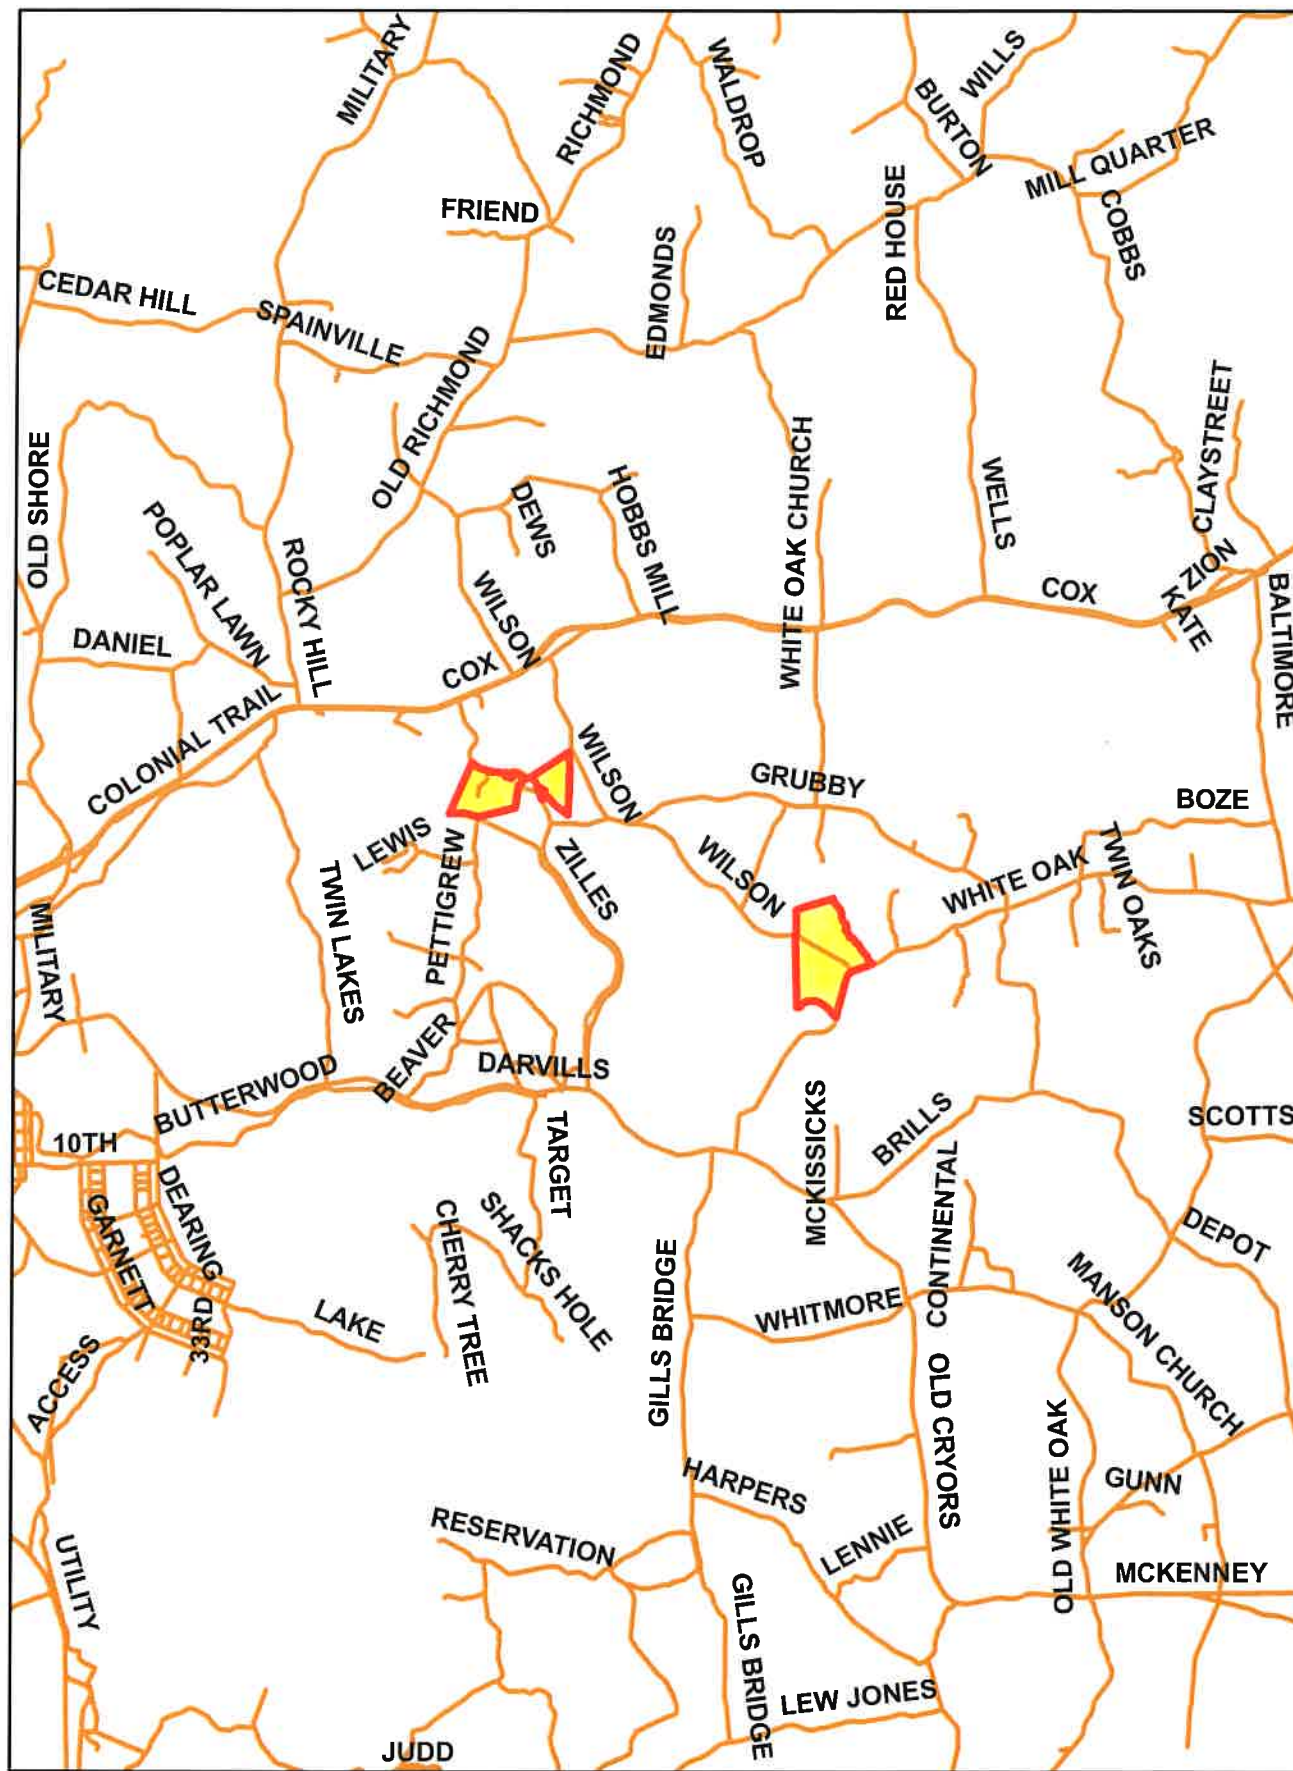 MILITARY
RICHMOND
WALDROP
WILLS
BURTON
MILL QUARTER
FRIEND
RED HOUSE
COBBS
EDMONDS
CEDAR HILL
SPAINVILLE
OLD RICHMOND
CLAYSTREET
OLD SHORE
WHITE OAK CHURCH
HOBBS MILL
DEWS
WELLS
POPLAR LAWN
ROCKY HILL
WILSON
COX
ZION
KATE
BALTIMORE
DANIEL
COX
COLONIAL TRAIL
WILSON
GRUBBY
BOZE
LEWIS
PETTIGREW
ZILLES
WILSON
WHITE OAK
TWIN OAKS
TWIN LAKES
MILITARY
BEAVER
DARVILLS
BUTTERWOOD
MCKISSICKS
BRILLS
SCOTTS
10TH
TARGET
DEARING
GARNETT
CHERRY TREE
SHACKS HOLE
CONTINENTAL
DEPOT
GILLS BRIDGE
WHITMORE
MANSON CHURCH
33RD
LAKE
ACCESS
OLD CRYORS
OLD WHITE OAK
HARPERS
GUNN
RESERVATION
LENNIE
UTILITY
GILLS BRIDGE
MCKENNEY
LEW JONES
JUDD